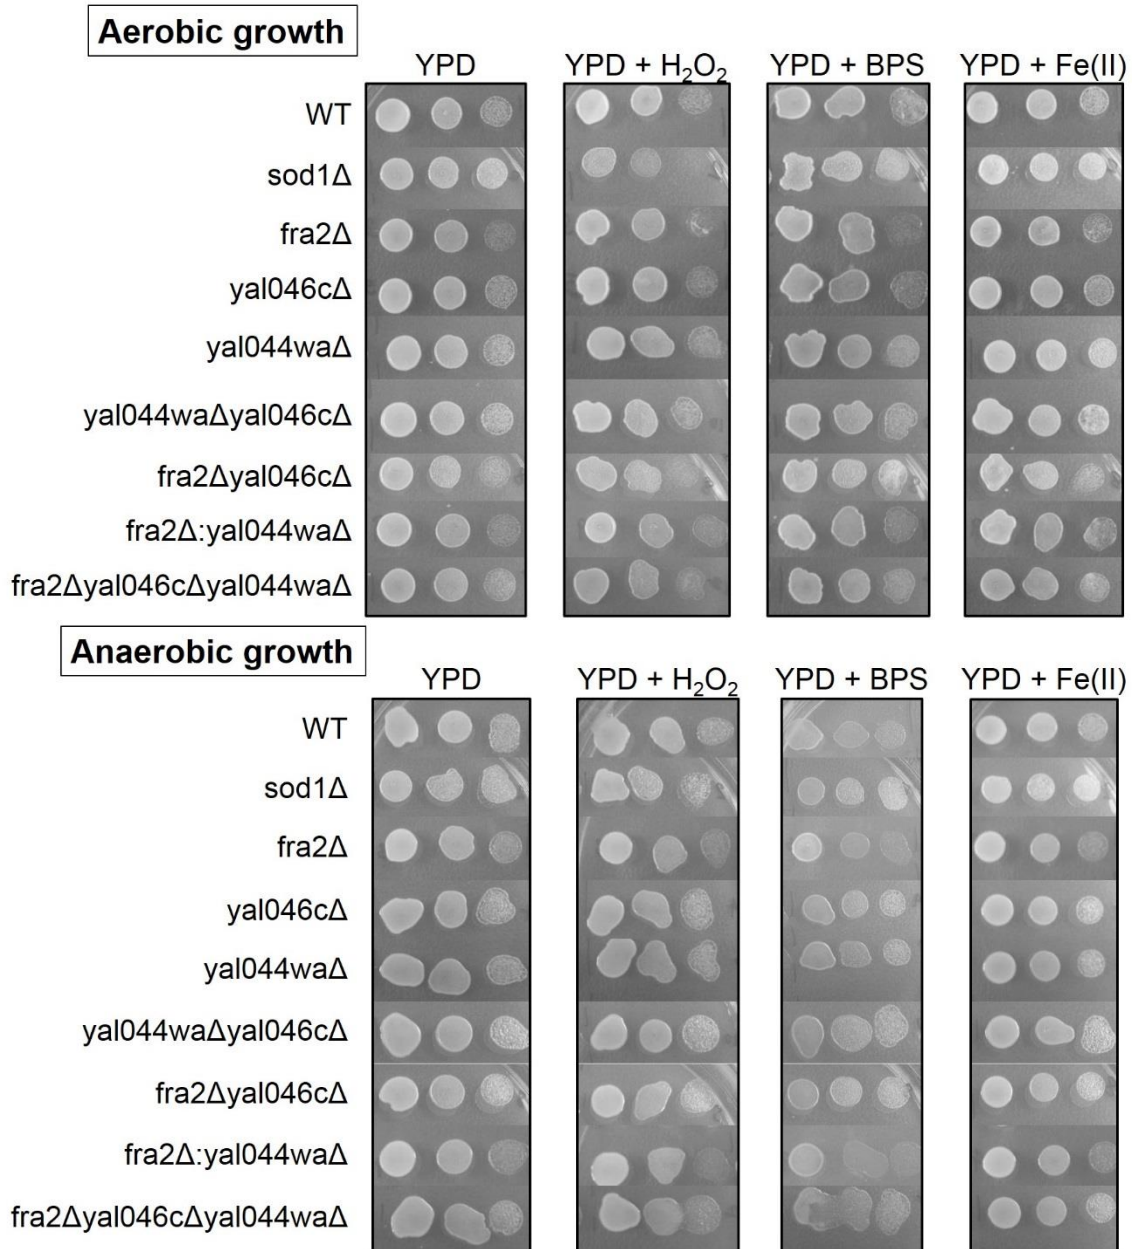 Aerobic growth
YPD YPD + H₂O₂ YPD + BPS YPD + Fe(II)
WT
sod1Δ
fra2Δ
yal046cΔ
yal044waΔ
yal044waΔyal046cΔ
fra2Δyal046cΔ
fra2Δ:yal044waΔ
fra2Δyal046cΔyal044waΔ
Anaerobic growth
YPD YPD + H₂O₂ YPD + BPS YPD + Fe(II)
WT
sod1Δ
fra2Δ
yal046cΔ
yal044waΔ
yal044waΔyal046cΔ
fra2Δyal046cΔ
fra2Δ:yal044waΔ
fra2Δyal046cΔyal044waΔ